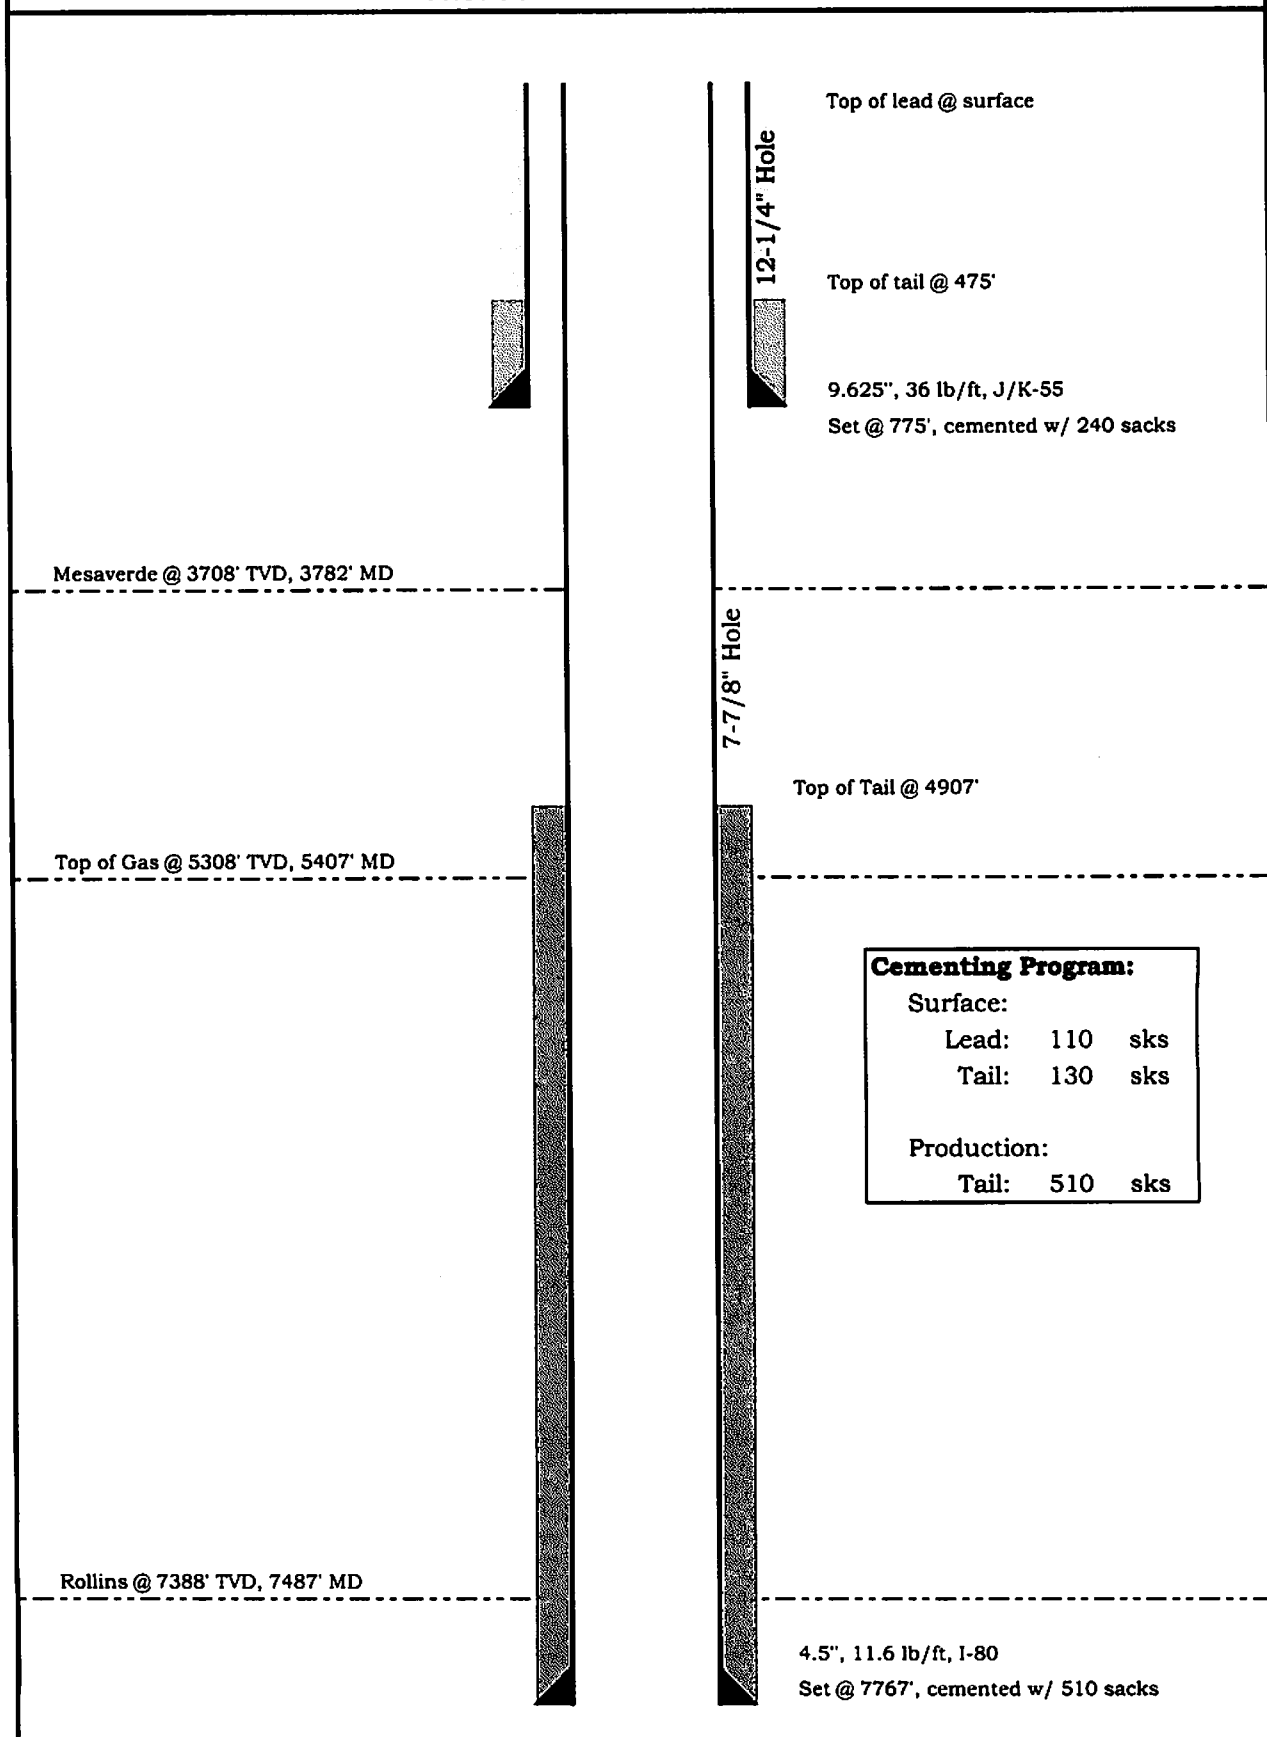 Top of lead @ surface
12-1/4" Hole
Top of tail @ 475'
9.625", 36 lb/ft, J/K-55
Set @ 775', cemented w/ 240 sacks
Mesaverde @ 3708' TVD, 3782' MD
7-7/8" Hole
Top of Tail @ 4907'
Top of Gas @ 5308' TVD, 5407' MD
Cementing Program:
Surface:
Lead: 110 sks
Tail: 130 sks
Production:
Tail: 510 sks
Rollins @ 7388' TVD, 7487' MD
4.5", 11.6 lb/ft, I-80
Set @ 7767', cemented w/ 510 sacks